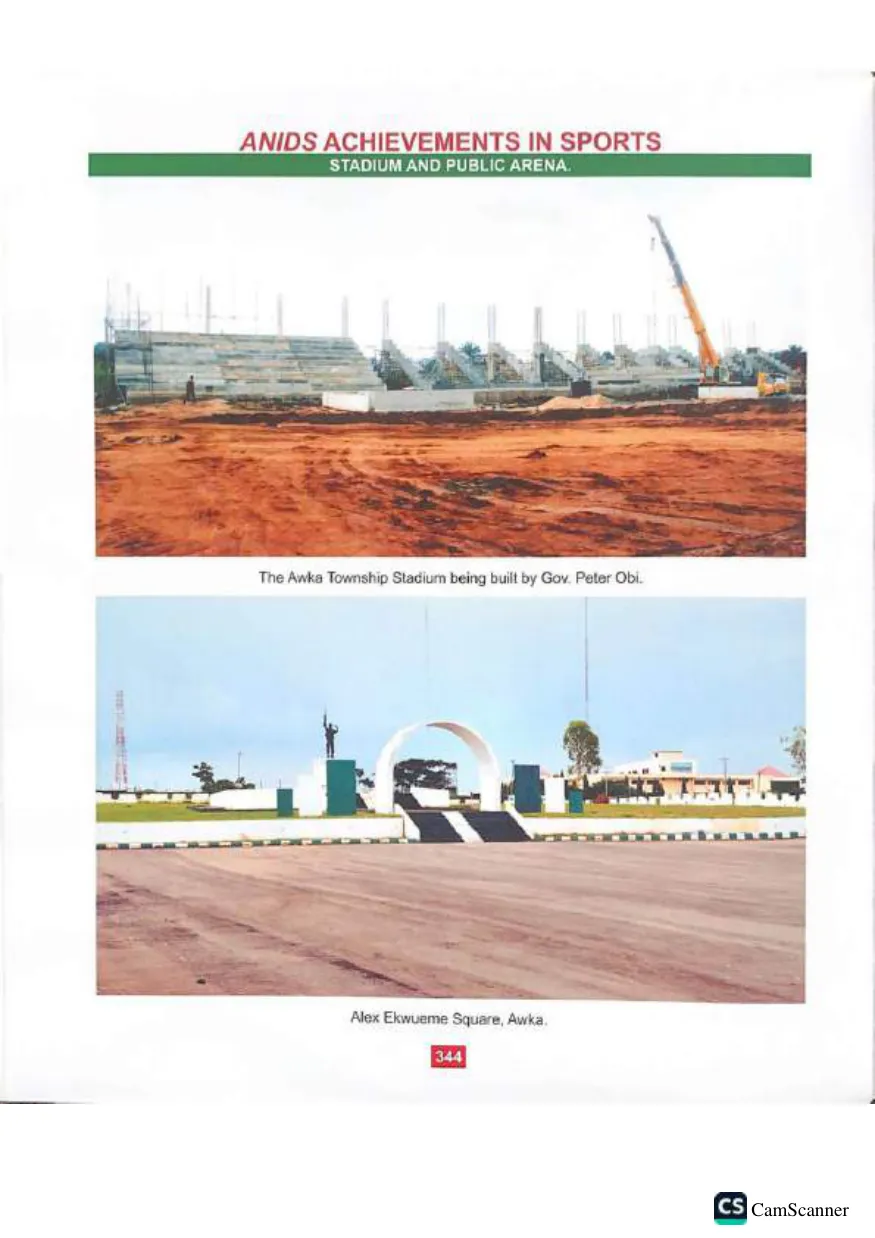 ANIDS ACHIEVEMENTS IN SPORTS
STADIUM AND PUBLIC ARENA.
The Awka Township Stadium being built by Gov. Peter Obi.
Alex Ekwueme Square, Awka.
344
CS CamScanner